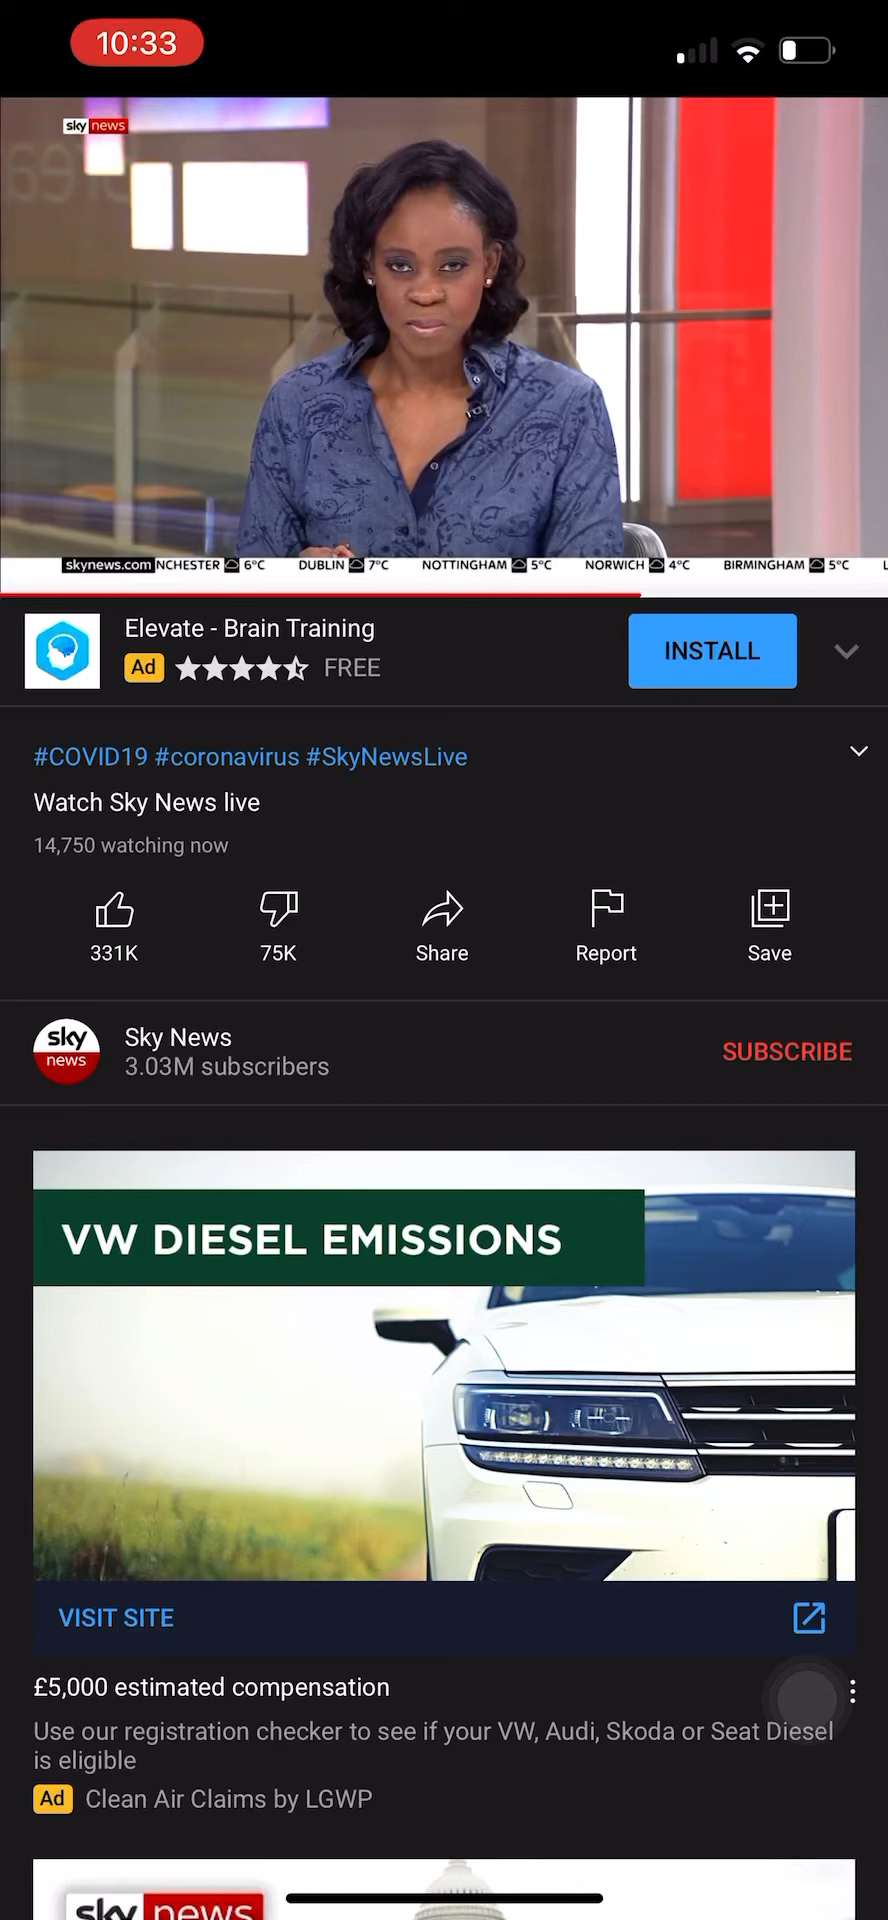 10:33
sky news
skynews.com NCHESTER 6°C DUBLIN 7°C NOTTINGHAM 5°C NORWICH 4°C BIRMINGHAM 5°C L
Elevate - Brain Training
Ad FREE
INSTALL
#COVID19 #coronavirus #SkyNewsLive
Watch Sky News live
14,750 watching now
331K 75K Share Report Save
sky news
Sky News
3.03M subscribers
SUBSCRIBE
VW DIESEL EMISSIONS
VISIT SITE
£5,000 estimated compensation
Use our registration checker to see if your VW, Audi, Skoda or Seat Diesel
is eligible
Ad Clean Air Claims by LGWP
sky news